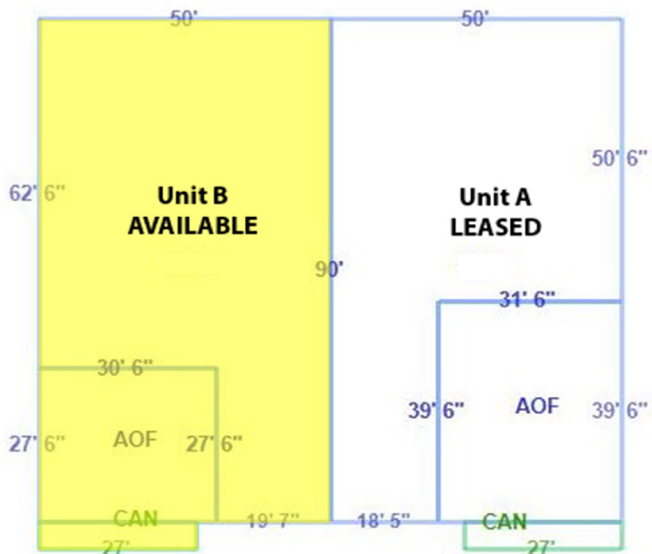 50'
50'
50' 6"
62' 6"
Unit B
AVAILABLE
Unit A
LEASED
90'
31' 6"
30' 6"
39' 6"
AOF
39' 6"
27' 6"
AOF
27' 6"
CAN
19' 7"
18' 5"
CAN
27'
27'